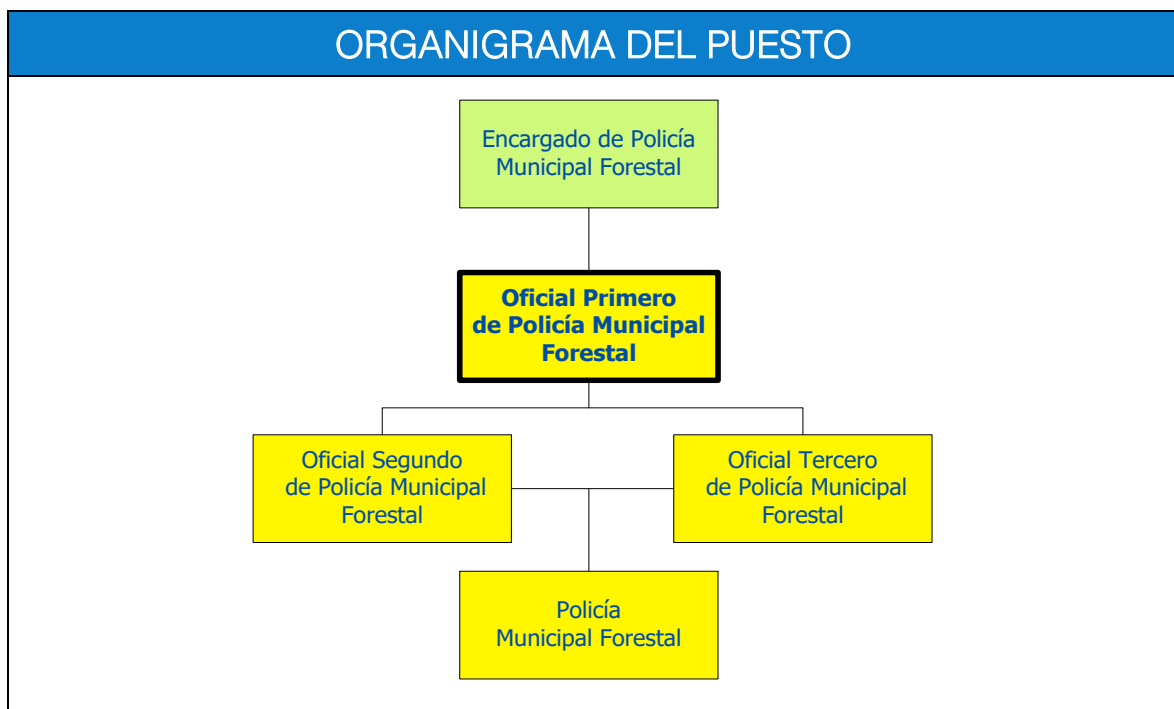 ORGANIGRAMA DEL PUESTO
Encargado de Policía
Municipal Forestal
Oficial Primero
de Policía Municipal
Forestal
Oficial Segundo
de Policía Municipal
Forestal
Oficial Tercero
de Policía Municipal
Forestal
Policía
Municipal Forestal